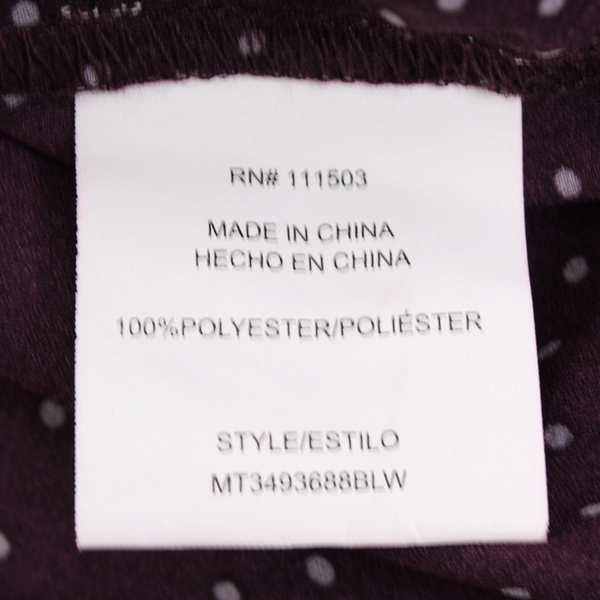 RN# 111503
MADE IN CHINA
HECHO EN CHINA
100%POLYESTER/POLIÉSTER
STYLE/ESTILO
MT3493688BLW